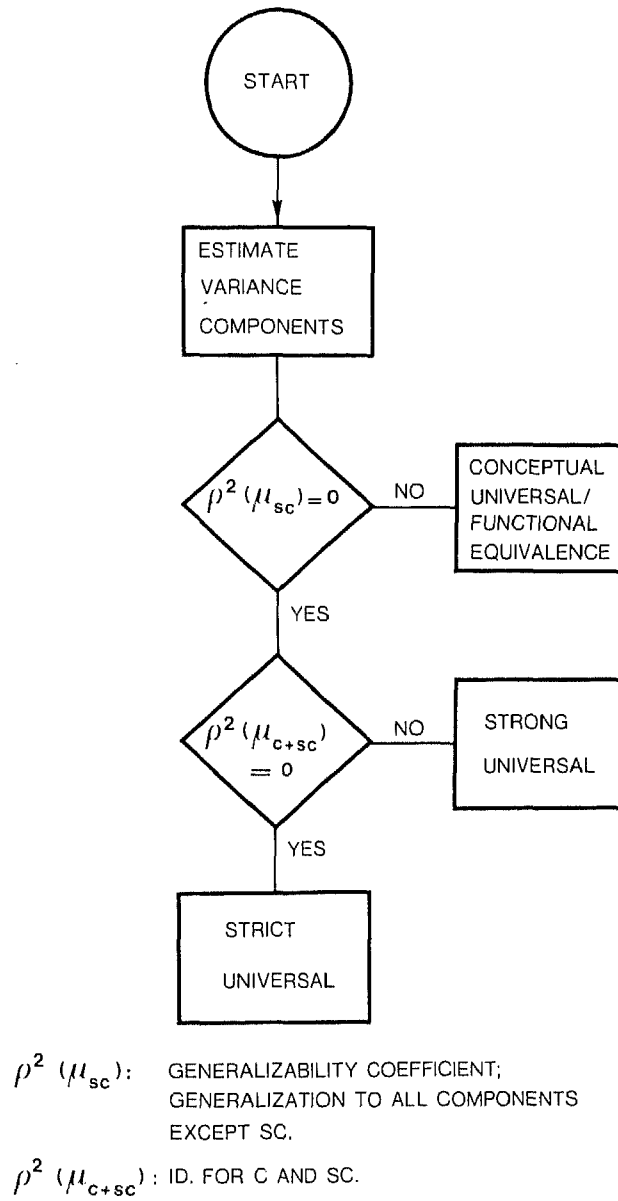 START
ESTIMATE
VARIANCE
COMPONENTS
ρ² (μsc) = 0
NO
CONCEPTUAL
UNIVERSAL/
FUNCTIONAL
EQUIVALENCE
YES
ρ² (μc+sc)
= 0
NO
STRONG
UNIVERSAL
YES
STRICT
UNIVERSAL
ρ² (μsc): GENERALIZABILITY COEFFICIENT;
GENERALIZATION TO ALL COMPONENTS
EXCEPT SC.
ρ² (μc+sc): ID. FOR C AND SC.